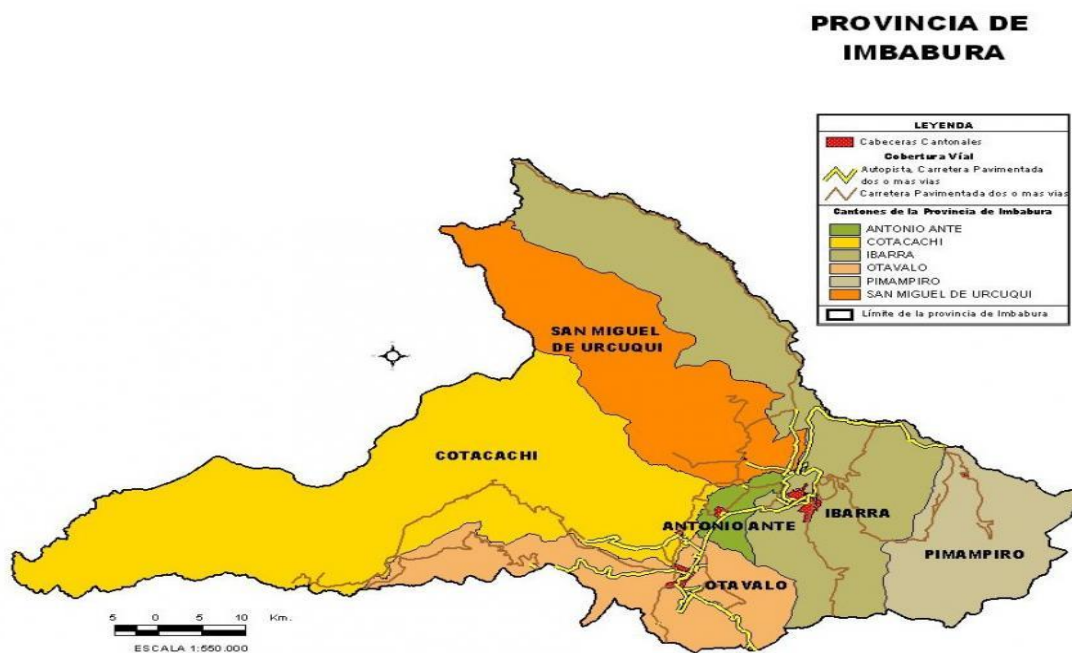 PROVINCIA DE
IMBABURA
LEYENDA
Cabeceras Cantonales
Cobertura Víal
Autopista, Carretera Pavimentada
dos o mas vias
Carretera Pavimentada dos o mas vias
Cantones de la Provincia de Imbabura
ANTONIO ANTE
COTACACHI
IBARRA
OTAVALO
PIMAMPIRO
SAN MIGUEL DE URCUQUI
Límite de la provincia de Imbabura
SAN MIGUEL
DE URCUQUI
COTACACHI
ANTONIO ANTE
IBARRA
PIMAMPIRO
OTAVALO
5 0 5 10 Km.
ESCALA 1:550.000